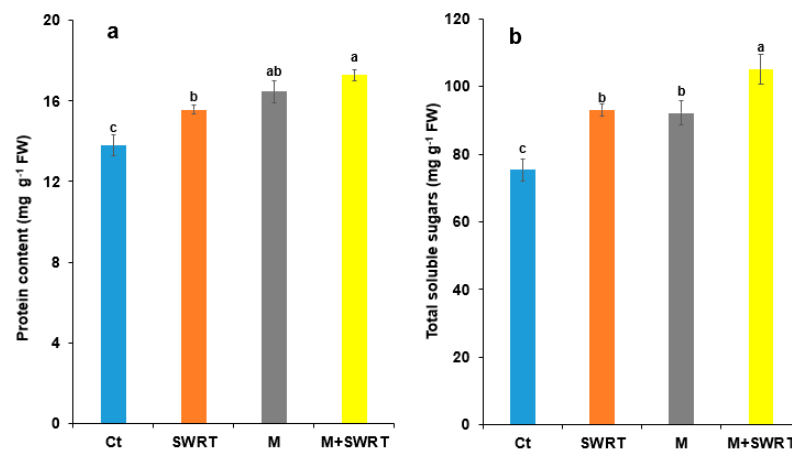 a
Protein content (mg g⁻¹ FW)
20
16
12
8
4
0
c
b
ab
a
Ct SWRT M M+SWRT
b
Total soluble sugars (mg g⁻¹ FW)
120
100
80
60
40
20
0
c
b
b
a
Ct SWRT M M+SWRT